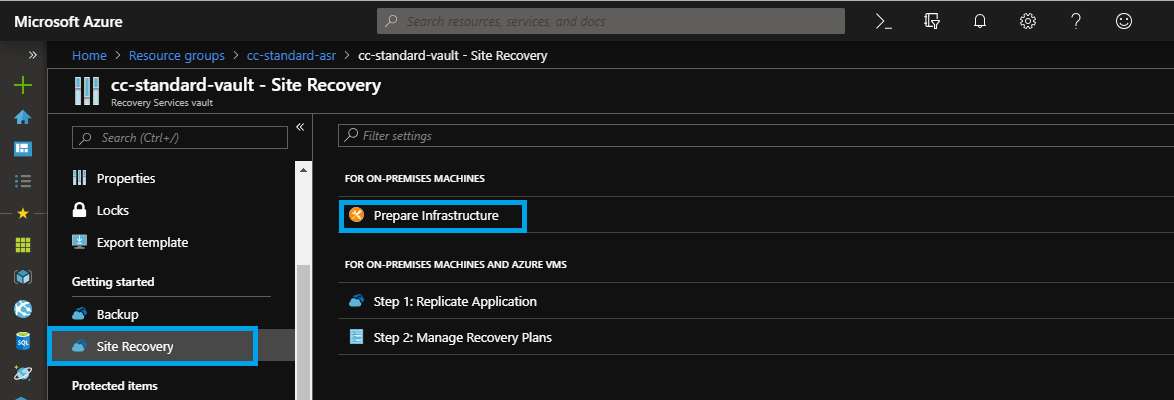 Microsoft Azure
Search resources, services, and docs
Home > Resource groups > cc-standard-asr > cc-standard-vault - Site Recovery
cc-standard-vault - Site Recovery
Recovery Services vault
Search (Ctrl+/)
Properties
Locks
Export template
Getting started
Backup
Site Recovery
Protected items
Filter settings
FOR ON-PREMISES MACHINES
Prepare Infrastructure
FOR ON-PREMISES MACHINES AND AZURE VMS
Step 1: Replicate Application
Step 2: Manage Recovery Plans
SQL